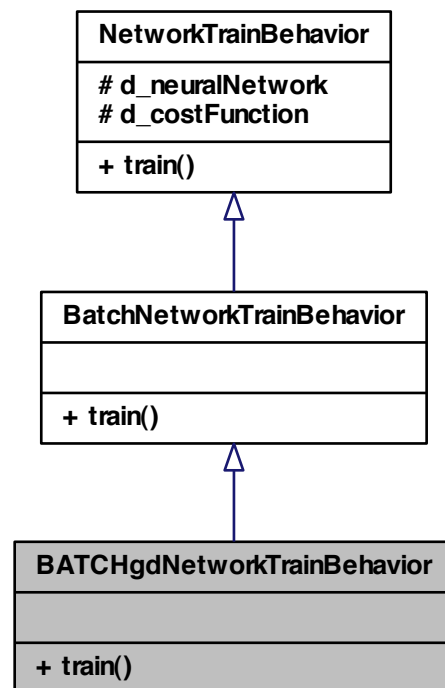 NetworkTrainBehavior
# d_neuralNetwork
# d_costFunction
+ train()
BatchNetworkTrainBehavior
+ train()
BATCHgdNetworkTrainBehavior
+ train()